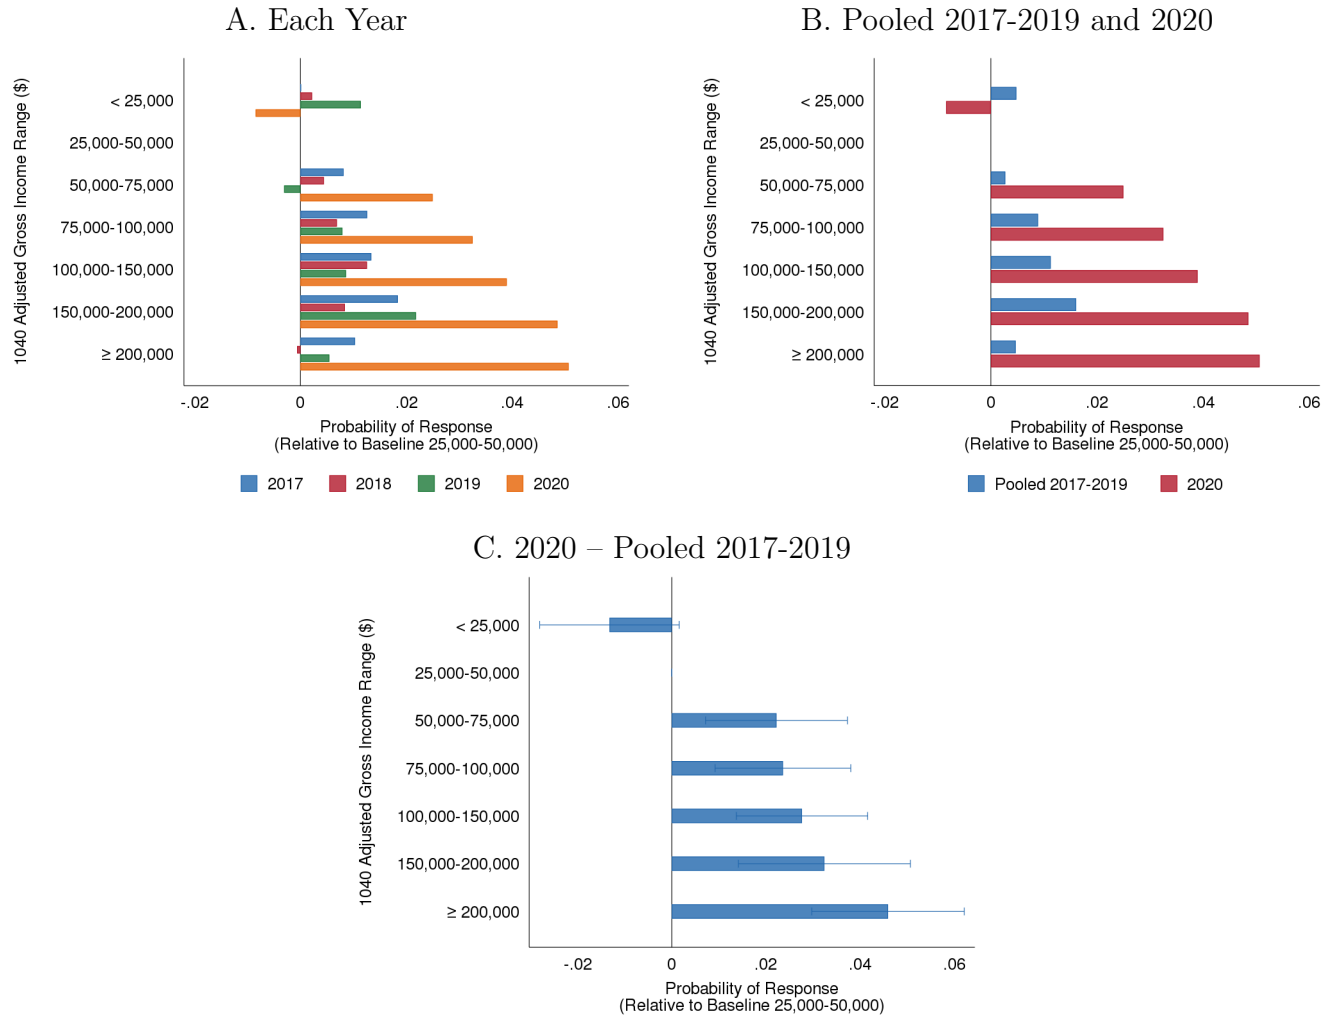 A. Each Year
1040 Adjusted Gross Income Range ($)
< 25,000
25,000-50,000
50,000-75,000
75,000-100,000
100,000-150,000
150,000-200,000
≥ 200,000
-.02 0 .02 .04 .06
Probability of Response
(Relative to Baseline 25,000-50,000)
2017 2018 2019 2020
B. Pooled 2017-2019 and 2020
1040 Adjusted Gross Income Range ($)
< 25,000
25,000-50,000
50,000-75,000
75,000-100,000
100,000-150,000
150,000-200,000
≥ 200,000
-.02 0 .02 .04 .06
Probability of Response
(Relative to Baseline 25,000-50,000)
Pooled 2017-2019 2020
C. 2020 – Pooled 2017-2019
1040 Adjusted Gross Income Range ($)
< 25,000
25,000-50,000
50,000-75,000
75,000-100,000
100,000-150,000
150,000-200,000
≥ 200,000
-.02 0 .02 .04 .06
Probability of Response
(Relative to Baseline 25,000-50,000)